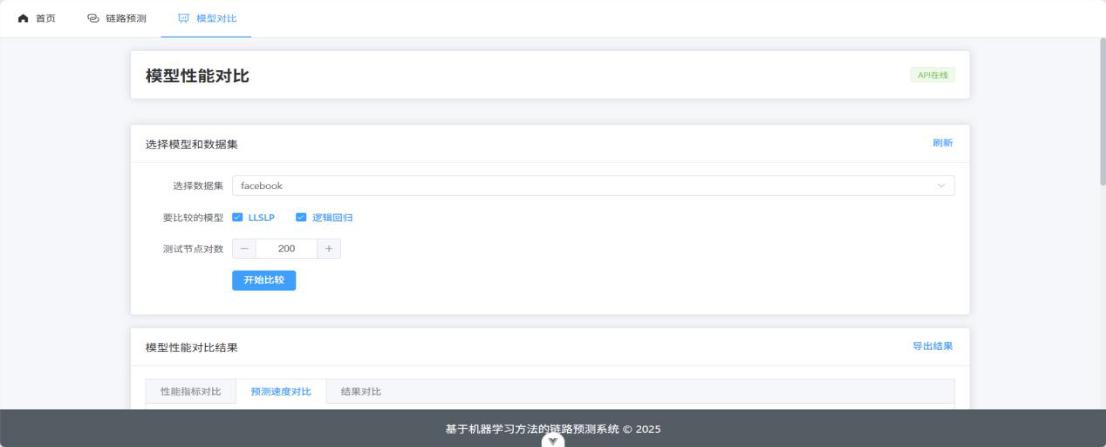 首页 链路预测 模型对比
模型性能对比 API在线
选择模型和数据集 刷新
选择数据集 facebook
要比较的模型 LLSLP 逻辑回归
测试节点对数 − 200 +
开始比较
模型性能对比结果 导出结果
性能指标对比 预测速度对比 结果对比
基于机器学习方法的链路预测系统 © 2025